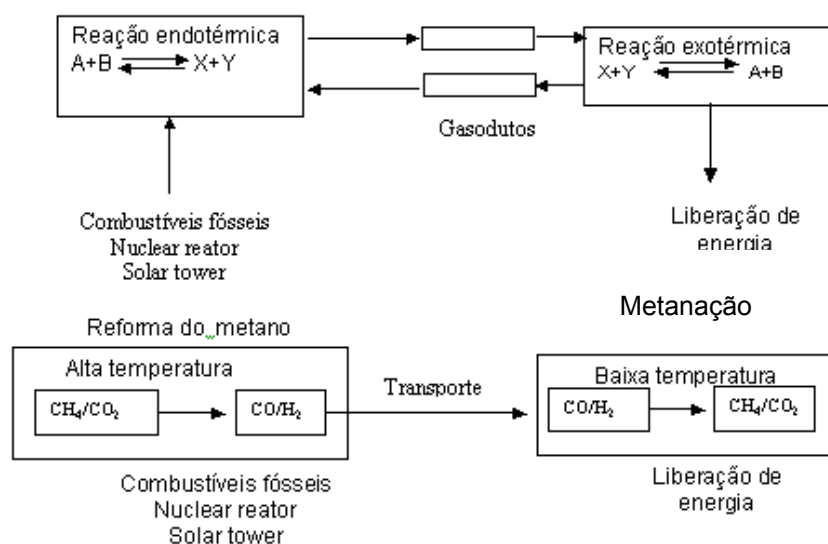 Reação endotérmica
A+B X+Y
Reação exotérmica
X+Y A+B
Gasodutos
Combustíveis fósseis
Nuclear reator
Solar tower
Liberação de
energia
Metanação
Reforma do metano
Alta temperatura
CH₄/CO₂ CO/H₂
Transporte
Baixa temperatura
CO/H₂ CH₄/CO₂
Combustíveis fósseis
Nuclear reator
Solar tower
Liberação de
energia